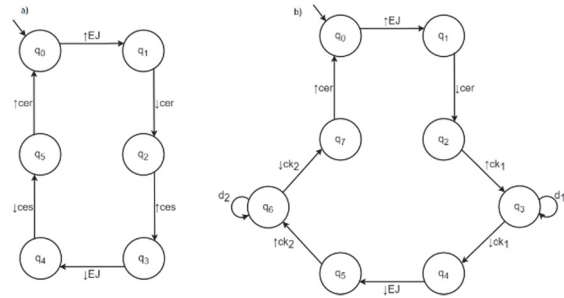 a)
q0
↑EJ
q1
↑cer
↓cer
q5
q2
↓ces
↑ces
q4
↓EJ
q3
b)
q0
↑EJ
q1
↑cer
↓cer
q7
q2
↓ck2
↑ck1
d2
q6
q3
d1
↑ck2
↓ck1
q5
↓EJ
q4